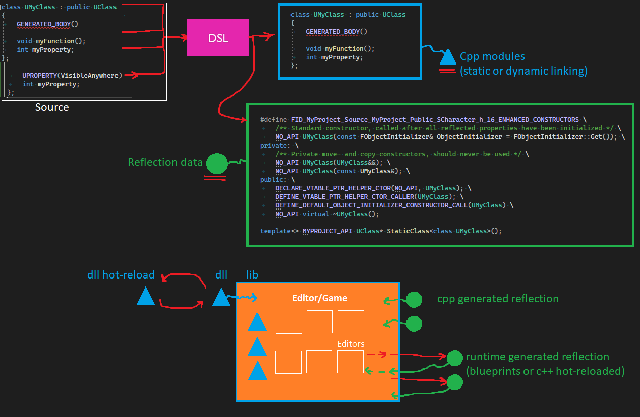 class UMyClass : public UClass
{
GENERATED_BODY()
void myFunction();
int myProperty;
};
UPROPERTY(VisibleAnywhere)
int myProperty;
};
Source
DSL
class UMyClass : public UClass
{
GENERATED_BODY()
void myFunction();
int myProperty;
};
Cpp modules
(static or dynamic linking)
Reflection data
#define FID_MyProject_Source_MyProject_Public_SCharacter_h_16_ENHANCED_CONSTRUCTORS \
/** Standard constructor, called after all reflected properties have been initialized */ \
NO_API UMyClass(const FObjectInitializer& ObjectInitializer = FObjectInitializer::Get()); \
private: \
/** Private move- and copy-constructors, should never be used */ \
NO_API UMyClass(UMyClass&&); \
NO_API UMyClass(const UMyClass&); \
public: \
DECLARE_VTABLE_PTR_HELPER_CTOR(NO_API, UMyClass); \
DEFINE_VTABLE_PTR_HELPER_CTOR_CALLER(UMyClass); \
DEFINE_DEFAULT_OBJECT_INITIALIZER_CONSTRUCTOR_CALL(UMyClass) \
NO_API virtual ~UMyClass();
template<> MYPROJECT_API UClass* StaticClass<class UMyClass>();
dll hot-reload
dll
lib
Editor/Game
Editors
cpp generated reflection
runtime generated reflection
(blueprints or c++ hot-reloaded)